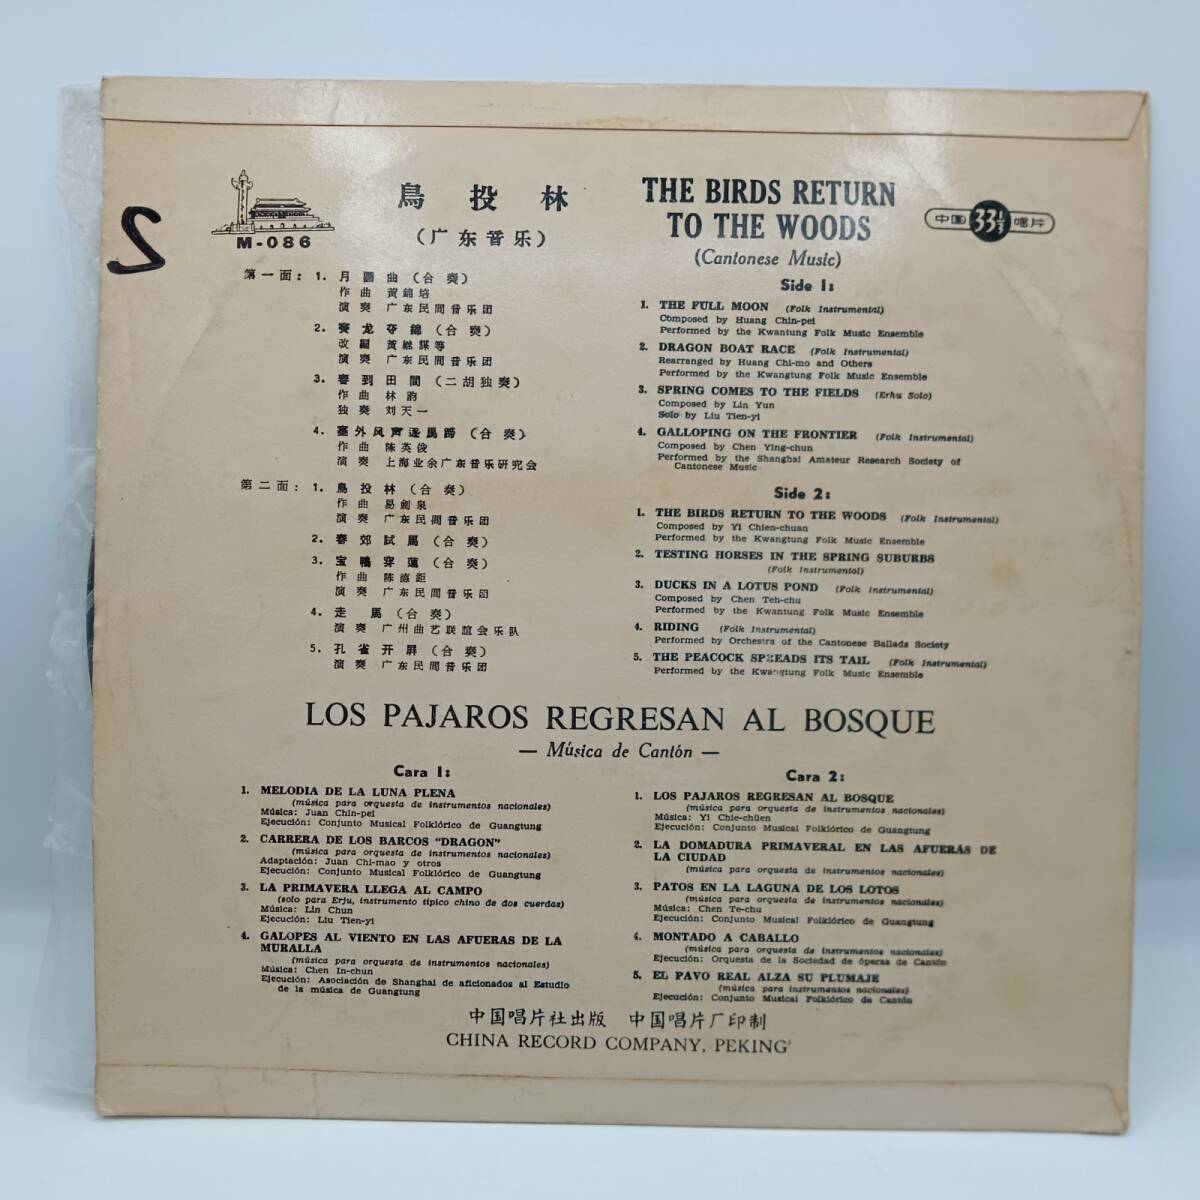 2
M-086
鳥投林
(广东音乐)
第一面: 1. 月圓曲 (合奏)
作曲 黄錦培
演奏 广东民間音乐团
2. 賽龙夺錦 (合奏)
改編 黃継謀等
演奏 广东民間音乐团
3. 春到田間 (二胡独奏)
作曲 林韵
独奏 刘天一
4. 塞外风声逐馬蹄 (合奏)
作曲 陈英俊
演奏 上海业余广东音乐研究会
第二面: 1. 鳥投林 (合奏)
作曲 易劍泉
演奏 广东民間音乐团
2. 春郊試馬 (合奏)
3. 宝鴨穿蓮 (合奏)
作曲 陈德鉅
演奏 广东民間音乐团
4. 走馬 (合奏)
演奏 广州曲艺联誼会乐队
5. 孔雀开屏 (合奏)
演奏 广东民間音乐团
THE BIRDS RETURN
TO THE WOODS
(Cantonese Music)
中国 33⅓ 唱片
Side 1:
1. THE FULL MOON (Folk Instrumental)
Composed by Huang Chin-pei
Performed by the Kwantung Folk Music Ensemble
2. DRAGON BOAT RACE (Folk Instrumental)
Rearranged by Huang Chi-mo and Others
Performed by the Kwangtung Folk Music Ensemble
3. SPRING COMES TO THE FIELDS (Erhu Solo)
Composed by Lin Yun
Solo by Liu Tien-yi
4. GALLOPING ON THE FRONTIER (Folk Instrumental)
Composed by Chen Ying-chun
Performed by the Shanghai Amateur Research Society of
Cantonese Music
Side 2:
1. THE BIRDS RETURN TO THE WOODS (Folk Instrumental)
Composed by Yi Chien-chuan
Performed by the Kwangtung Folk Music Ensemble
2. TESTING HORSES IN THE SPRING SUBURBS
(Folk Instrumental)
3. DUCKS IN A LOTUS POND (Folk Instrumental)
Composed by Chen Teh-chu
Performed by the Kwantung Folk Music Ensemble
4. RIDING (Folk Instrumental)
Performed by Orchestra of the Cantonese Ballads Society
5. THE PEACOCK SPREADS ITS TAIL (Folk Instrumental)
Performed by the Kwangtung Folk Music Ensemble
LOS PAJAROS REGRESAN AL BOSQUE
— Música de Cantón —
Cara 1:
1. MELODIA DE LA LUNA PLENA
(música para orquesta de instrumentos nacionales)
Música: Juan Chin-pei
Ejecución: Conjunto Musical Folklórico de Guangtung
2. CARRERA DE LOS BARCOS "DRAGON"
(música para orquesta de instrumentos nacionales)
Adaptación: Juan Chi-mao y otros
Ejecución: Conjunto Musical Folklórico de Guangtung
3. LA PRIMAVERA LLEGA AL CAMPO
(solo para Erju, instrumento típico chino de dos cuerdas)
Música: Lin Chun
Ejecución: Liu Tien-yi
4. GALOPES AL VIENTO EN LAS AFUERAS DE LA
MURALLA
(música para orquesta de instrumentos nacionales)
Música: Chen In-chun
Ejecución: Asociación de Shanghai de aficionados al Estudio
de la música de Guangtung
Cara 2:
1. LOS PAJAROS REGRESAN AL BOSQUE
(música para orquesta de instrumentos nacionales)
Música: Yi Chie-chüen
Ejecución: Conjunto Musical Folklórico de Guangtung
2. LA DOMADURA PRIMAVERAL EN LAS AFUERAS DE
LA CIUDAD
(música para orquesta de instrumentos nacionales)
3. PATOS EN LA LAGUNA DE LOS LOTOS
(música para orquesta de instrumentos nacionales)
Música: Chen Te-chu
Ejecución: Conjunto Musical Folklórico de Guangtung
4. MONTADO A CABALLO
(música para orquesta de instrumentos nacionales)
Ejecución: Orquesta de la Sociedad de óperas de Cantón
5. EL PAVO REAL ALZA SU PLUMAJE
(música para instrumentos nacionales)
Ejecución: Conjunto Musical Folklórico de Cantón
中国唱片社出版 中国唱片厂印制
CHINA RECORD COMPANY, PEKING